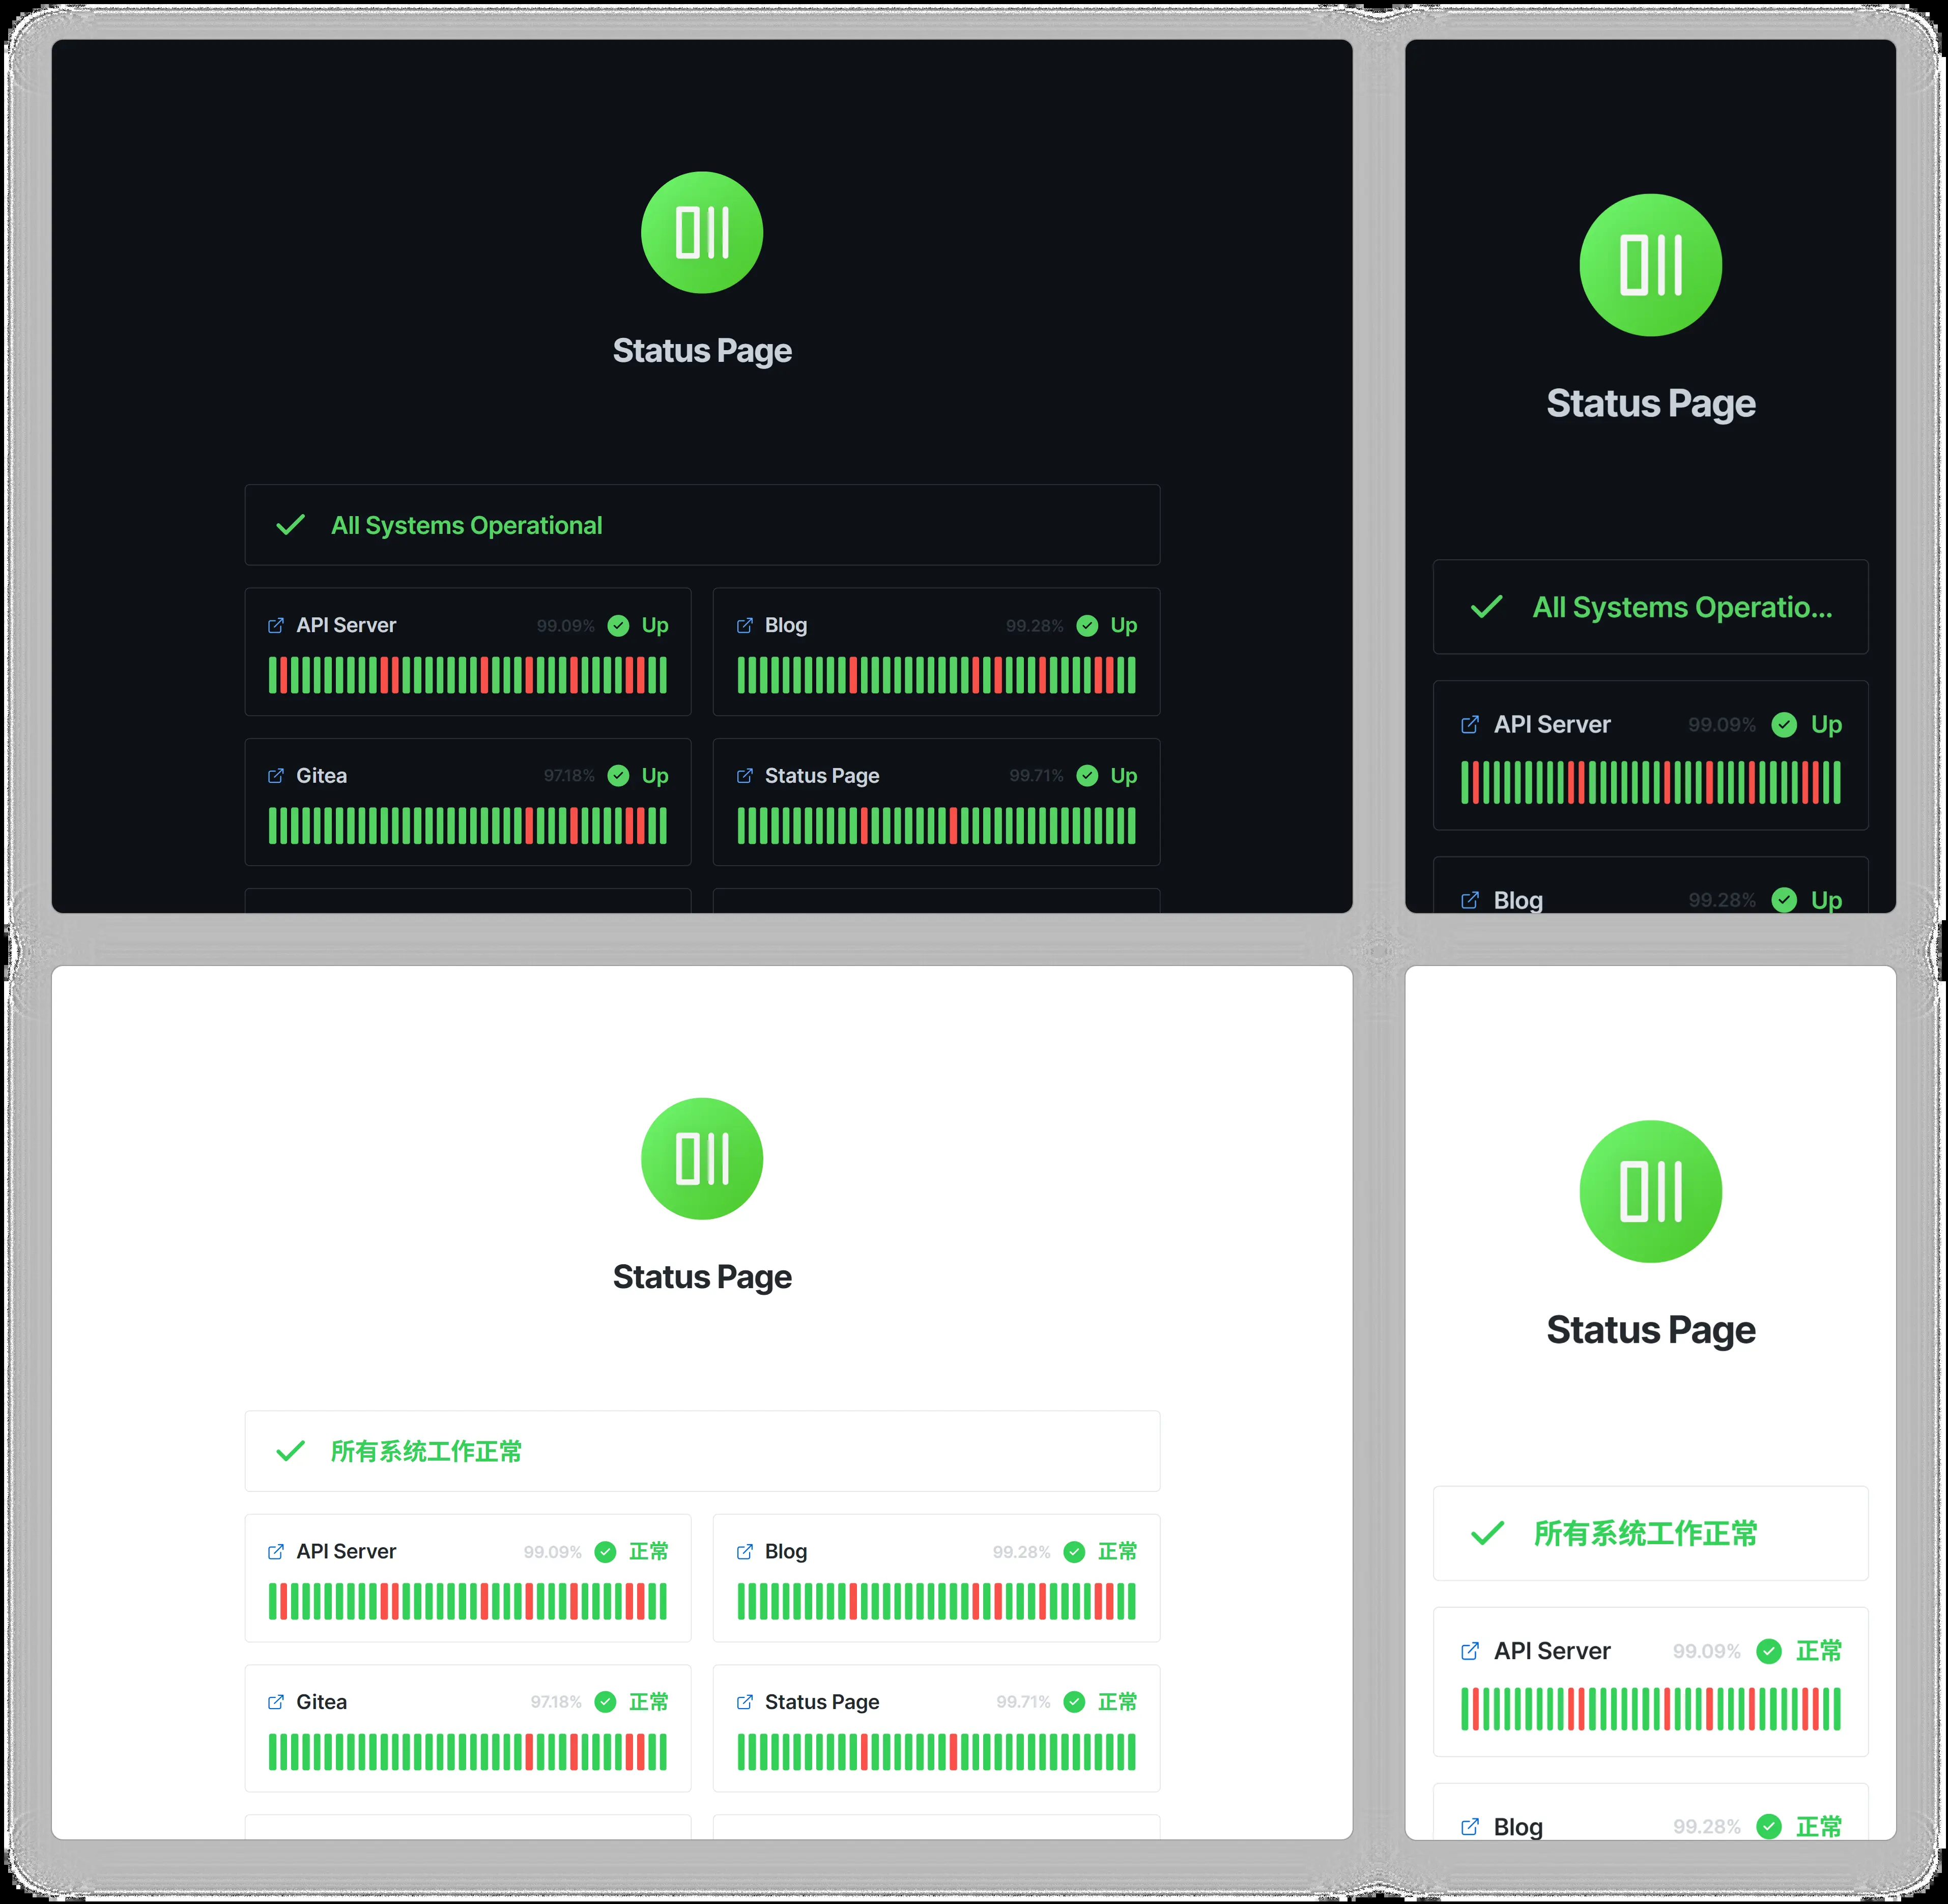 Status Page
All Systems Operational
API Server 99.09% Up
Blog 99.28% Up
Gitea 97.18% Up
Status Page 99.71% Up
Status Page
All Systems Operatio...
API Server 99.09% Up
Blog 99.28% Up
Status Page
所有系统工作正常
API Server 99.09% 正常
Blog 99.28% 正常
Gitea 97.18% 正常
Status Page 99.71% 正常
Status Page
所有系统工作正常
API Server 99.09% 正常
Blog 99.28% 正常